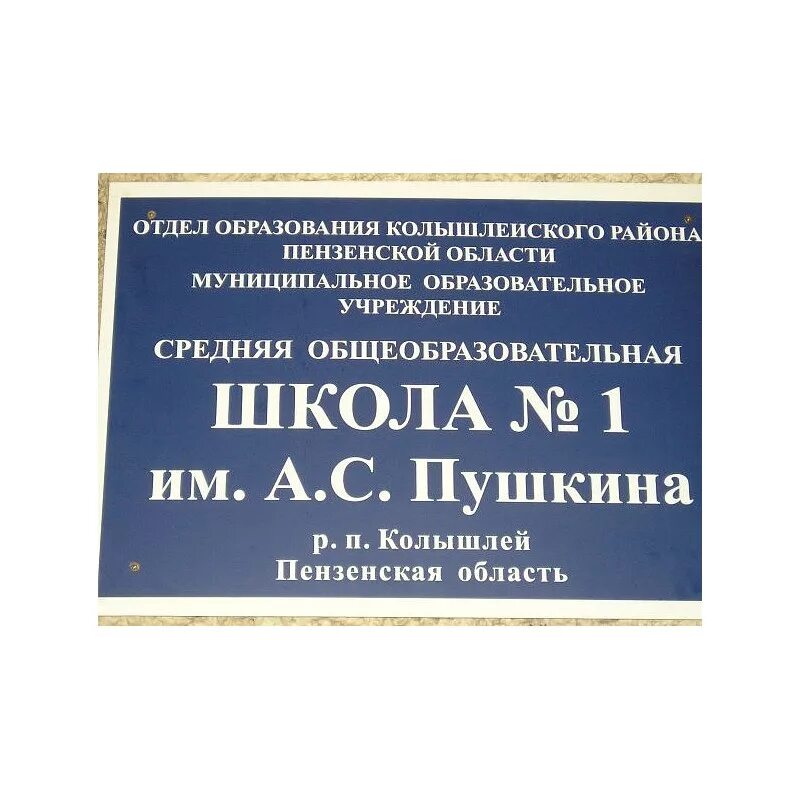 ОТДЕЛ ОБРАЗОВАНИЯ КОЛЫШЛЕИСКОГО РАЙОНА
ПЕНЗЕНСКОЙ ОБЛАСТИ
МУНИЦИПАЛЬНОЕ ОБРАЗОВАТЕЛЬНОЕ
УЧРЕЖДЕНИЕ
СРЕДНЯЯ ОБЩЕОБРАЗОВАТЕЛЬНАЯ
ШКОЛА № 1
им. А.С. Пушкина
р. п. Колышлей
Пензенская область